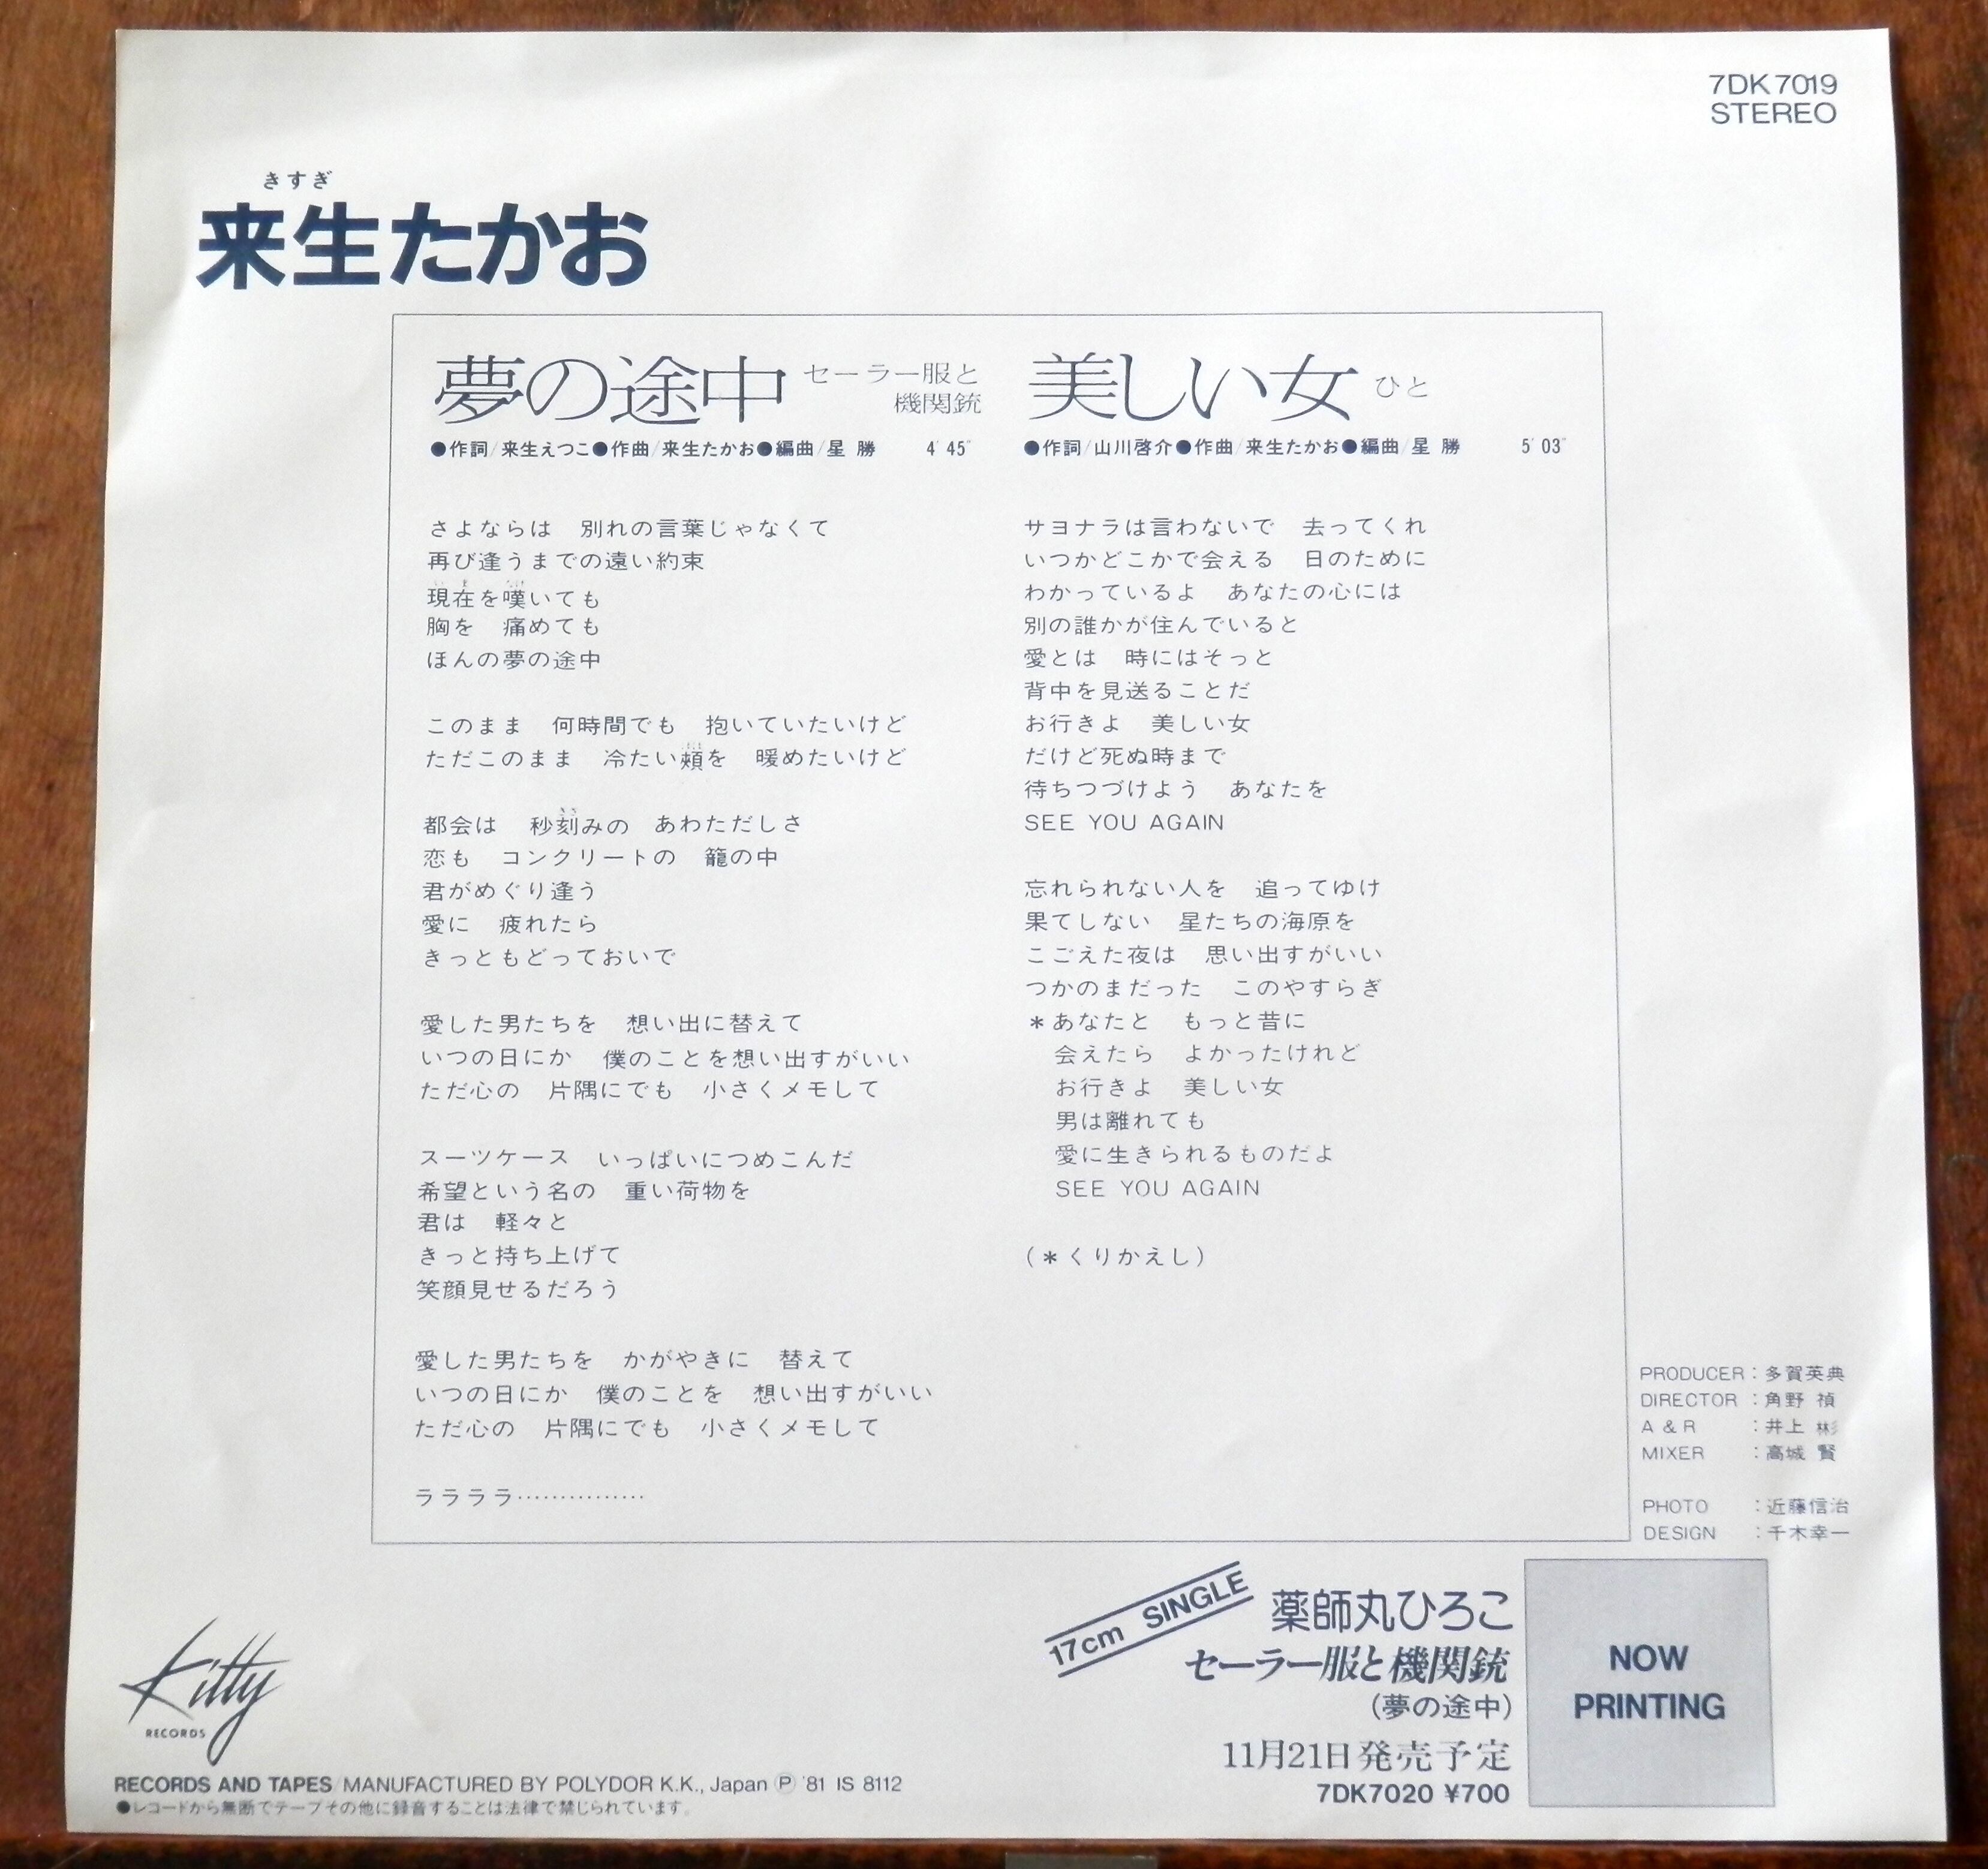 7DK 7019
STEREO
きすぎ
来生たかお
夢の途中 セーラー服と
機関銃
●作詞/来生えつこ●作曲/来生たかお●編曲/星 勝 4′45″
さよならは 別れの言葉じゃなくて
再び逢うまでの遠い約束
いま なげ
現在を嘆いても
胸を 痛めても
ほんの夢の途中
このまま 何時間でも 抱いていたいけど
ただこのまま 冷たい頬を 暖めたいけど
きざ
都会は 秒刻みの あわただしさ
恋も コンクリートの 籠の中
君がめぐり逢う
愛に 疲れたら
きっともどっておいで
愛した男たちを 想い出に替えて
いつの日にか 僕のことを想い出すがいい
ただ心の 片隅にでも 小さくメモして
スーツケース いっぱいにつめこんだ
希望という名の 重い荷物を
君は 軽々と
きっと持ち上げて
笑顔見せるだろう
愛した男たちを かがやきに 替えて
いつの日にか 僕のことを 想い出すがいい
ただ心の 片隅にでも 小さくメモして
ララララ……………
美しい女 ひと
●作詞/山川啓介●作曲/来生たかお●編曲/星 勝 5′03″
サヨナラは言わないで 去ってくれ
いつかどこかで会える 日のために
わかっているよ あなたの心には
別の誰かが住んでいると
愛とは 時にはそっと
背中を見送ることだ
お行きよ 美しい女
だけど死ぬ時まで
待ちつづけよう あなたを
SEE YOU AGAIN
忘れられない人を 追ってゆけ
果てしない 星たちの海原を
こごえた夜は 思い出すがいい
つかのまだった このやすらぎ
*あなたと もっと昔に
会えたら よかったけれど
お行きよ 美しい女
男は離れても
愛に生きられるものだよ
SEE YOU AGAIN
(*くりかえし)
PRODUCER:多賀英典
DIRECTOR:角野 禎
A & R:井上 彬
MIXER:高城 賢
PHOTO:近藤信治
DESIGN:千木幸一
17cm SINGLE
薬師丸ひろこ
セーラー服と機関銃
(夢の途中)
11月21日発売予定
7DK7020 ¥700
NOW
PRINTING
Kitty
RECORDS
RECORDS AND TAPES/MANUFACTURED BY POLYDOR K.K., Japan Ⓟ '81 IS 8112
●レコードから無断でテープその他に録音することは法律で禁じられています。